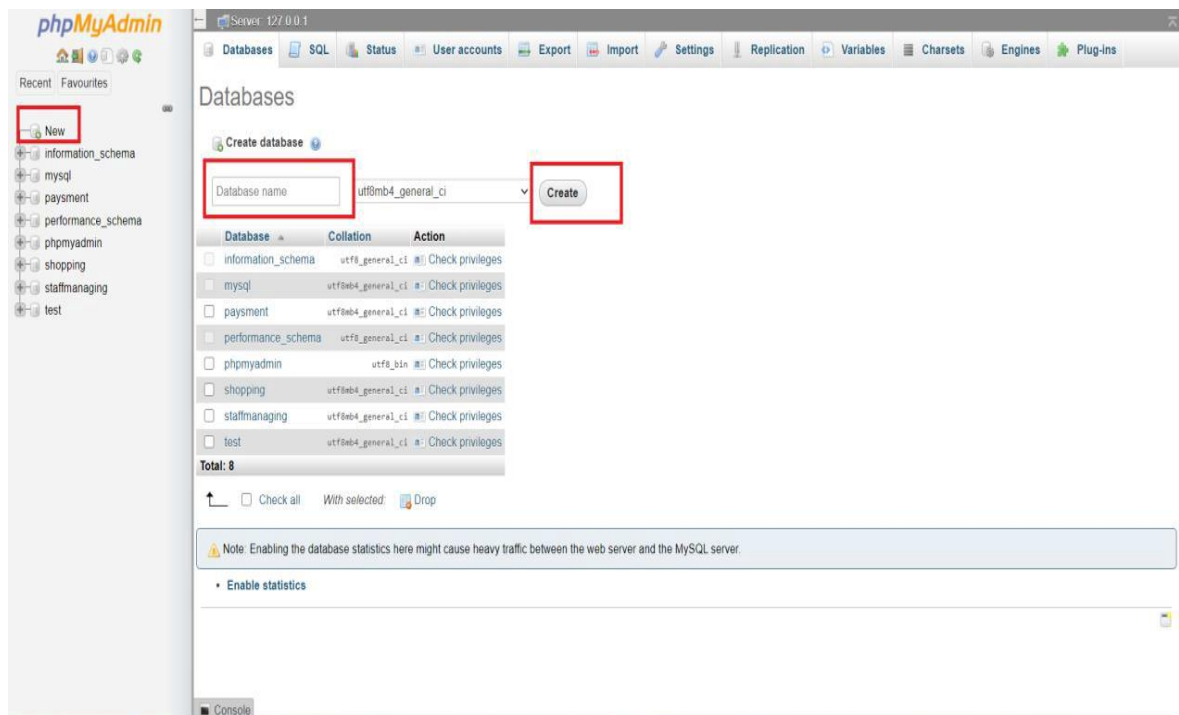 phpMyAdmin
Recent Favourites
New
information_schema
mysql
paysment
performance_schema
phpmyadmin
shopping
staffmanaging
test
Server: 127.0.0.1
Databases SQL Status User accounts Export Import Settings Replication Variables Charsets Engines Plug-ins
Databases
Create database
Database name utf8mb4_general_ci Create
Database Collation Action
information_schema utf8_general_ci Check privileges
mysql utf8mb4_general_ci Check privileges
paysment utf8mb4_general_ci Check privileges
performance_schema utf8_general_ci Check privileges
phpmyadmin utf8_bin Check privileges
shopping utf8mb4_general_ci Check privileges
staffmanaging utf8mb4_general_ci Check privileges
test utf8mb4_general_ci Check privileges
Total: 8
Check all With selected: Drop
Note: Enabling the database statistics here might cause heavy traffic between the web server and the MySQL server.
• Enable statistics
Console